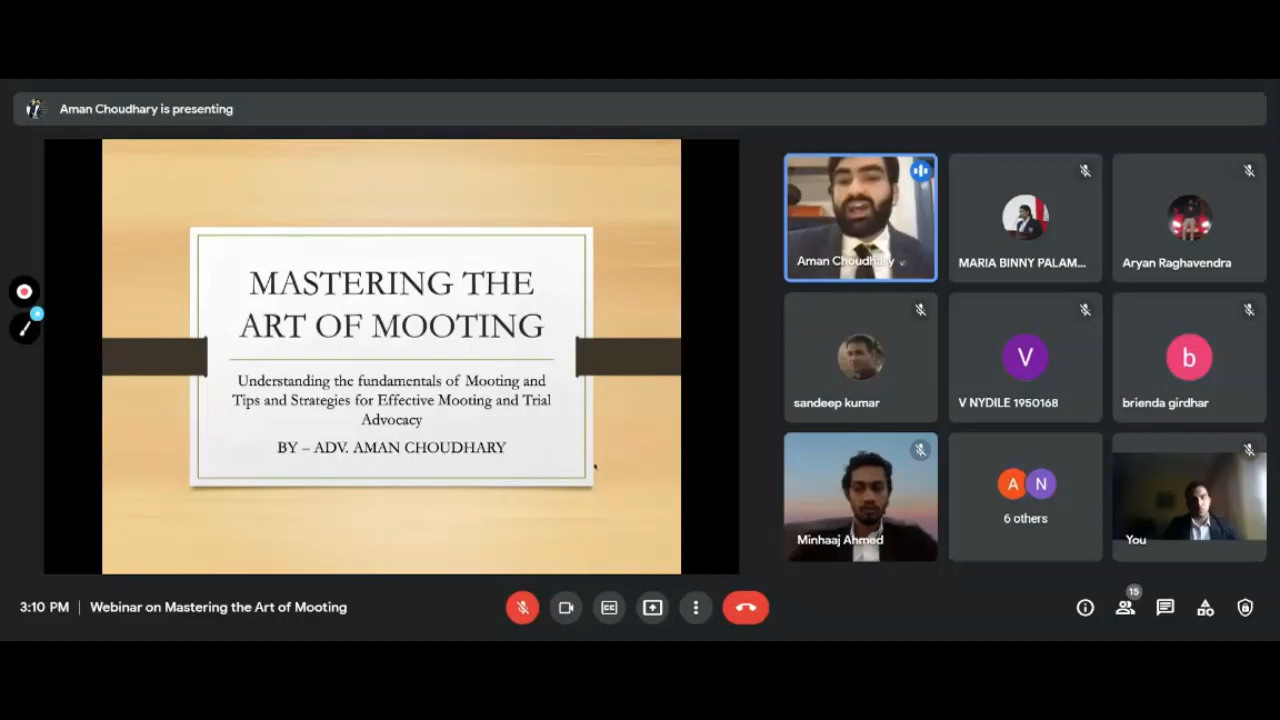 Aman Choudhary is presenting
MASTERING THE
ART OF MOOTING
Understanding the fundamentals of Mooting and
Tips and Strategies for Effective Mooting and Trial
Advocacy
BY – ADV. AMAN CHOUDHARY
Aman Choudhary
MARIA BINNY PALAM...
Aryan Raghavendra
sandeep kumar
V
V NYDILE 1950168
b
brienda girdhar
Minhaaj Ahmed
A N
6 others
You
3:10 PM | Webinar on Mastering the Art of Mooting
CC
15